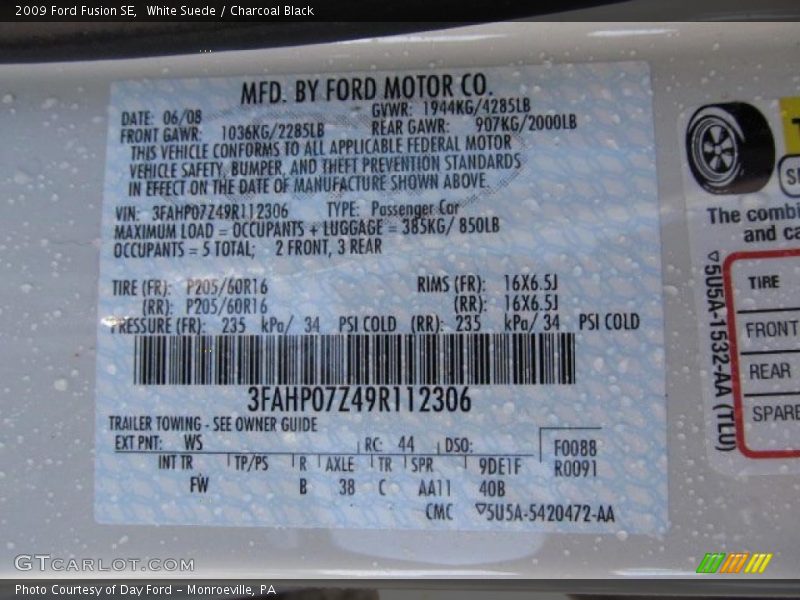 2009 Ford Fusion SE, White Suede / Charcoal Black
MFD. BY FORD MOTOR CO.
DATE: 06/08 GVWR: 1944KG/4285LB
FRONT GAWR: 1036KG/2285LB REAR GAWR: 907KG/2000LB
THIS VEHICLE CONFORMS TO ALL APPLICABLE FEDERAL MOTOR
VEHICLE SAFETY, BUMPER, AND THEFT PREVENTION STANDARDS
IN EFFECT ON THE DATE OF MANUFACTURE SHOWN ABOVE.
VIN: 3FAHP07Z49R112306 TYPE: Passenger Car
MAXIMUM LOAD = OCCUPANTS + LUGGAGE = 385KG/ 850LB
OCCUPANTS = 5 TOTAL; 2 FRONT, 3 REAR
TIRE (FR): P205/60R16 RIMS (FR): 16X6.5J
(RR): P205/60R16 (RR): 16X6.5J
PRESSURE (FR): 235 kPa/ 34 PSI COLD (RR): 235 kPa/ 34 PSI COLD
3FAHP07Z49R112306
TRAILER TOWING - SEE OWNER GUIDE
EXT PNT: WS RC: 44 DSO: F0088
R0091
INT TR TP/PS R AXLE TR SPR 9DE1F
FW B 38 C AA11 40B
CMC ▽5U5A-5420472-AA
The combi
and ca
▽5U5A-1532-AA (TLU)
TIRE
FRONT
REAR
SPARE
GTCarLot.com
Photo Courtesy of Day Ford - Monroeville, PA